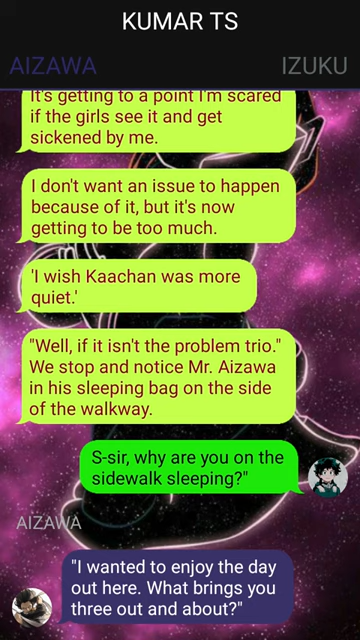 KUMAR TS
AIZAWA
IZUKU
It's getting to a point I'm scared
if the girls see it and get
sickened by me.
I don't want an issue to happen
because of it, but it's now
getting to be too much.
'I wish Kaachan was more
quiet.'
"Well, if it isn't the problem trio."
We stop and notice Mr. Aizawa
in his sleeping bag on the side
of the walkway.
S-sir, why are you on the
sidewalk sleeping?"
AIZAWA
"I wanted to enjoy the day
out here. What brings you
three out and about?"